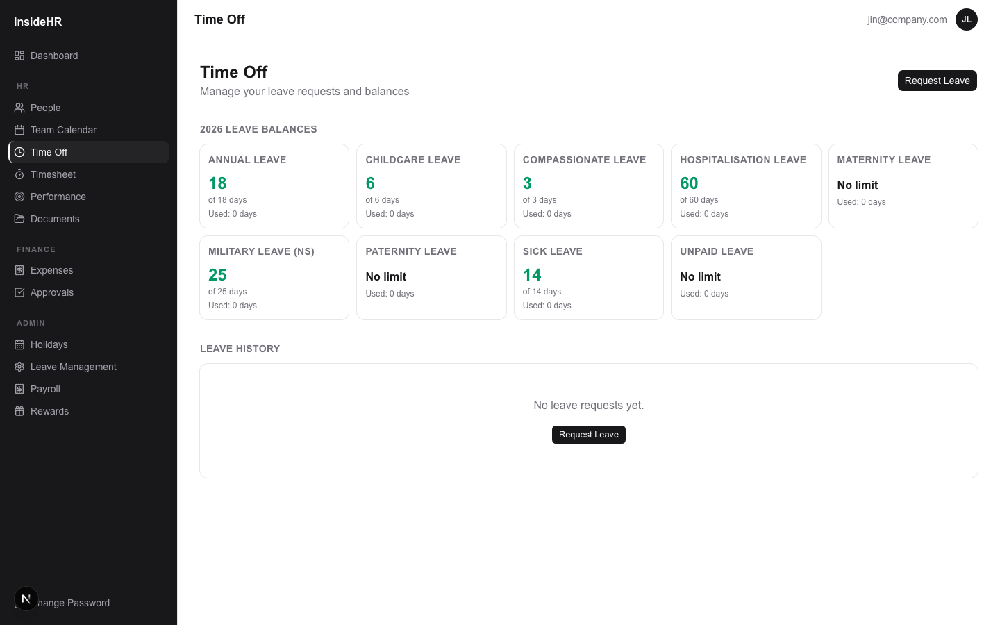 InsideHR
Dashboard
HR
People
Team Calendar
Time Off
Timesheet
Performance
Documents
FINANCE
Expenses
Approvals
ADMIN
Holidays
Leave Management
Payroll
Rewards
N
hange Password
Time Off
jin@company.com
JL
Time Off
Manage your leave requests and balances
Request Leave
2026 LEAVE BALANCES
ANNUAL LEAVE
18
of 18 days
Used: 0 days
CHILDCARE LEAVE
6
of 6 days
Used: 0 days
COMPASSIONATE LEAVE
3
of 3 days
Used: 0 days
HOSPITALISATION LEAVE
60
of 60 days
Used: 0 days
MATERNITY LEAVE
No limit
Used: 0 days
MILITARY LEAVE (NS)
25
of 25 days
Used: 0 days
PATERNITY LEAVE
No limit
Used: 0 days
SICK LEAVE
14
of 14 days
Used: 0 days
UNPAID LEAVE
No limit
Used: 0 days
LEAVE HISTORY
No leave requests yet.
Request Leave